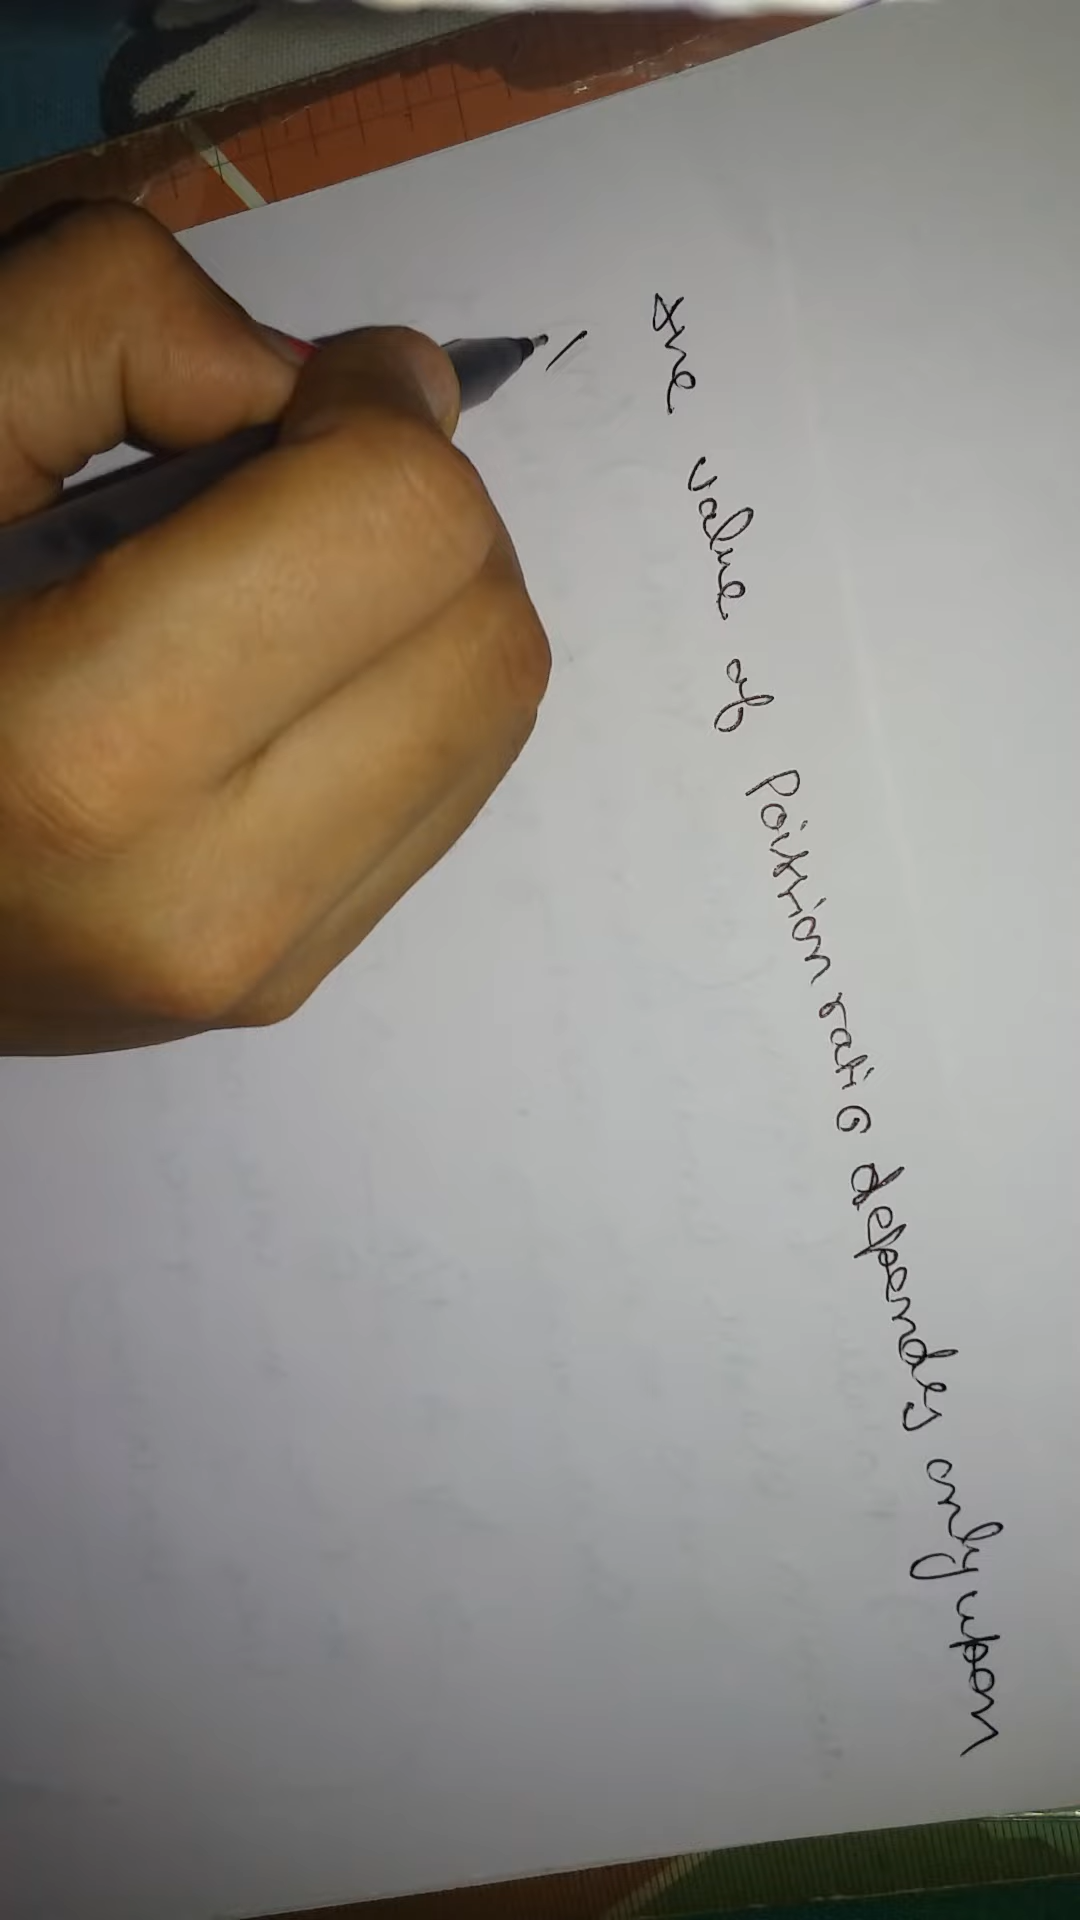 the value of Poission ratio depends only upon